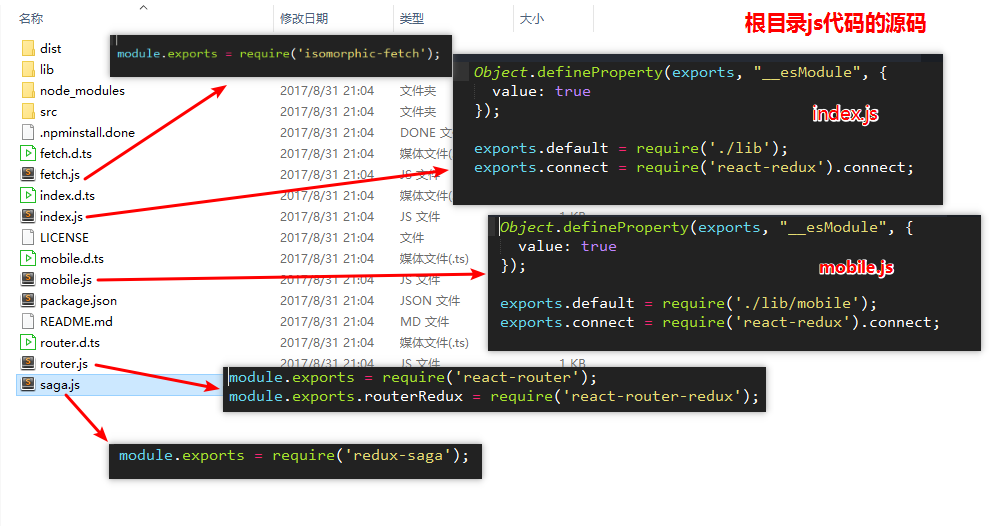 名称 修改日期 类型 大小
根目录js代码的源码
dist
module.exports = require('isomorphic-fetch');
lib
Object.defineProperty(exports, "__esModule", {
value: true
});
index.js
exports.default = require('./lib');
exports.connect = require('react-redux').connect;
node_modules 2017/8/31 21:04 文件夹
src 2017/8/31 21:04 文件夹
.npminstall.done 2017/8/31 21:04 DONE 文
fetch.d.ts 2017/8/31 21:04 媒体文件(.
fetch.js 2017/8/31 21:04 JS 文件
index.d.ts 2017/8/31 21:04 媒体文件(.
index.js 2017/8/31 21:04 JS 文件 1 KB
LICENSE 2017/8/31 21:04 文件
mobile.d.ts 2017/8/31 21:04 媒体文件(.ts)
mobile.js 2017/8/31 21:04 JS 文件
Object.defineProperty(exports, "__esModule", {
value: true
});
mobile.js
exports.default = require('./lib/mobile');
exports.connect = require('react-redux').connect;
package.json 2017/8/31 21:04 JSON 文件
README.md 2017/8/31 21:04 MD 文件
router.d.ts 2017/8/31 21:04 媒体文件(.ts)
router.js 2017/8/31 21:04 JS 文件 1 KB
module.exports = require('react-router');
module.exports.routerRedux = require('react-router-redux');
saga.js
module.exports = require('redux-saga');